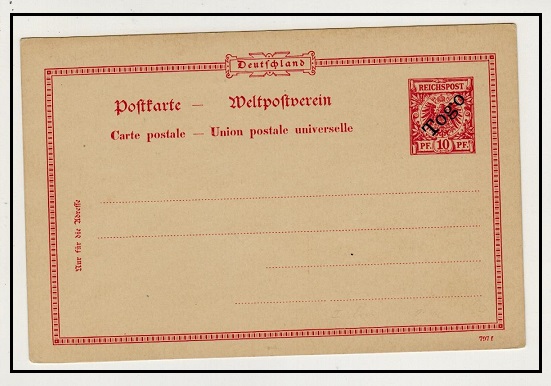 Deutschland
REICHSPOST
Togo
PF. 10 PF.
Postkarte — Weltpostverein
Carte postale — Union postale universelle
Nur für die Adresse